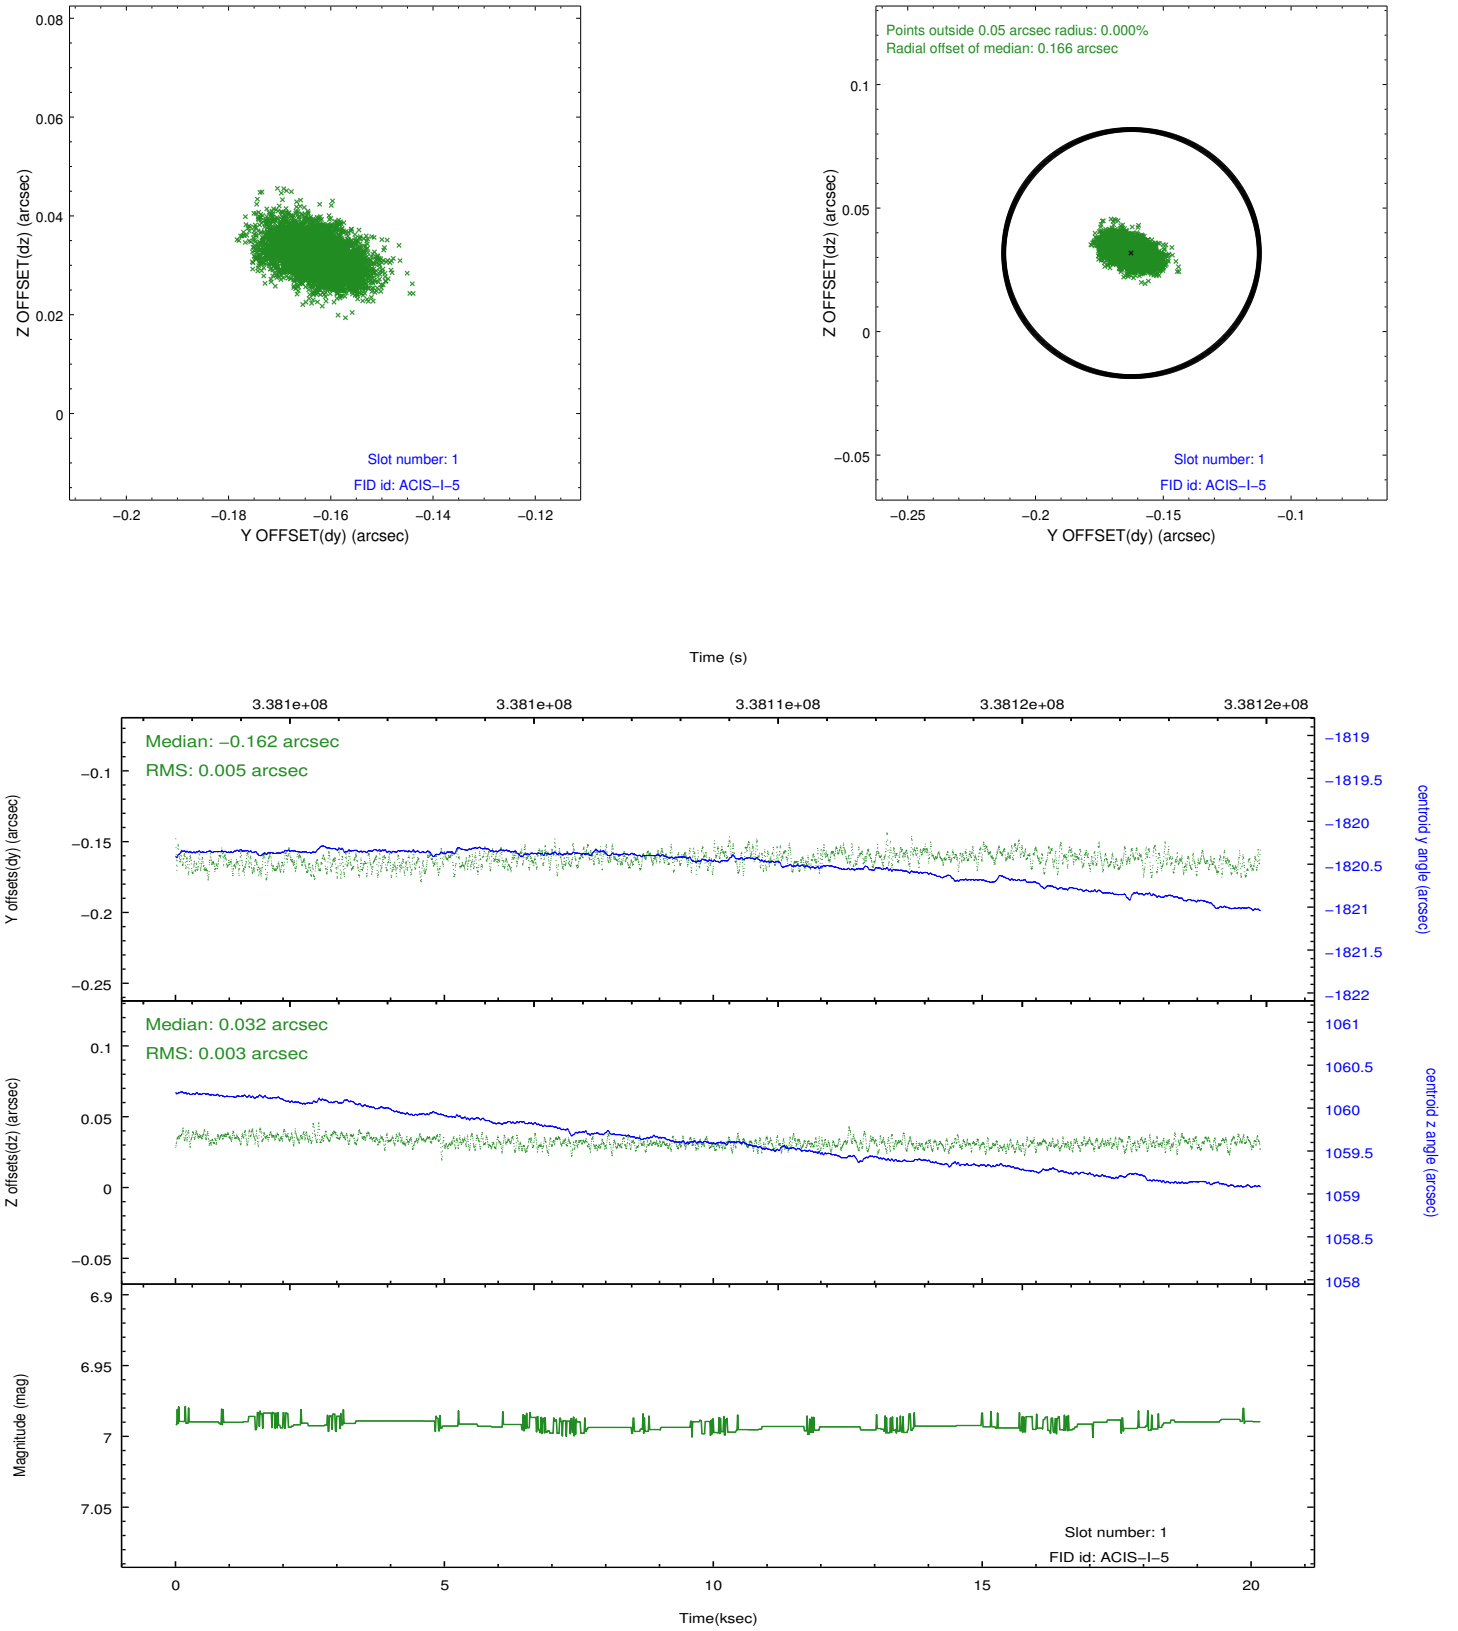 0.08
0.06
0.04
0.02
0
Z OFFSET(dz) (arcsec)
Slot number: 1
FID id: ACIS−I−5
−0.2
−0.18
−0.16
−0.14
−0.12
Y OFFSET(dy) (arcsec)
Points outside 0.05 arcsec radius: 0.000%
Radial offset of median: 0.166 arcsec
0.1
0.05
0
−0.05
Z OFFSET(dz) (arcsec)
Slot number: 1
FID id: ACIS−I−5
−0.25
−0.2
−0.15
−0.1
Y OFFSET(dy) (arcsec)
Time (s)
3.381e+08
3.381e+08
3.3811e+08
3.3812e+08
3.3812e+08
Median: −0.162 arcsec
RMS: 0.005 arcsec
−0.1
−0.15
−0.2
−0.25
Y offsets(dy) (arcsec)
−1819
−1819.5
−1820
−1820.5
−1821
−1821.5
−1822
centroid y angle (arcsec)
Median: 0.032 arcsec
RMS: 0.003 arcsec
0.1
0.05
0
−0.05
Z offsets(dz) (arcsec)
1061
1060.5
1060
1059.5
1059
1058.5
1058
centroid z angle (arcsec)
6.9
6.95
7
7.05
Magnitude (mag)
Slot number: 1
FID id: ACIS−I−5
0
5
10
15
20
Time(ksec)